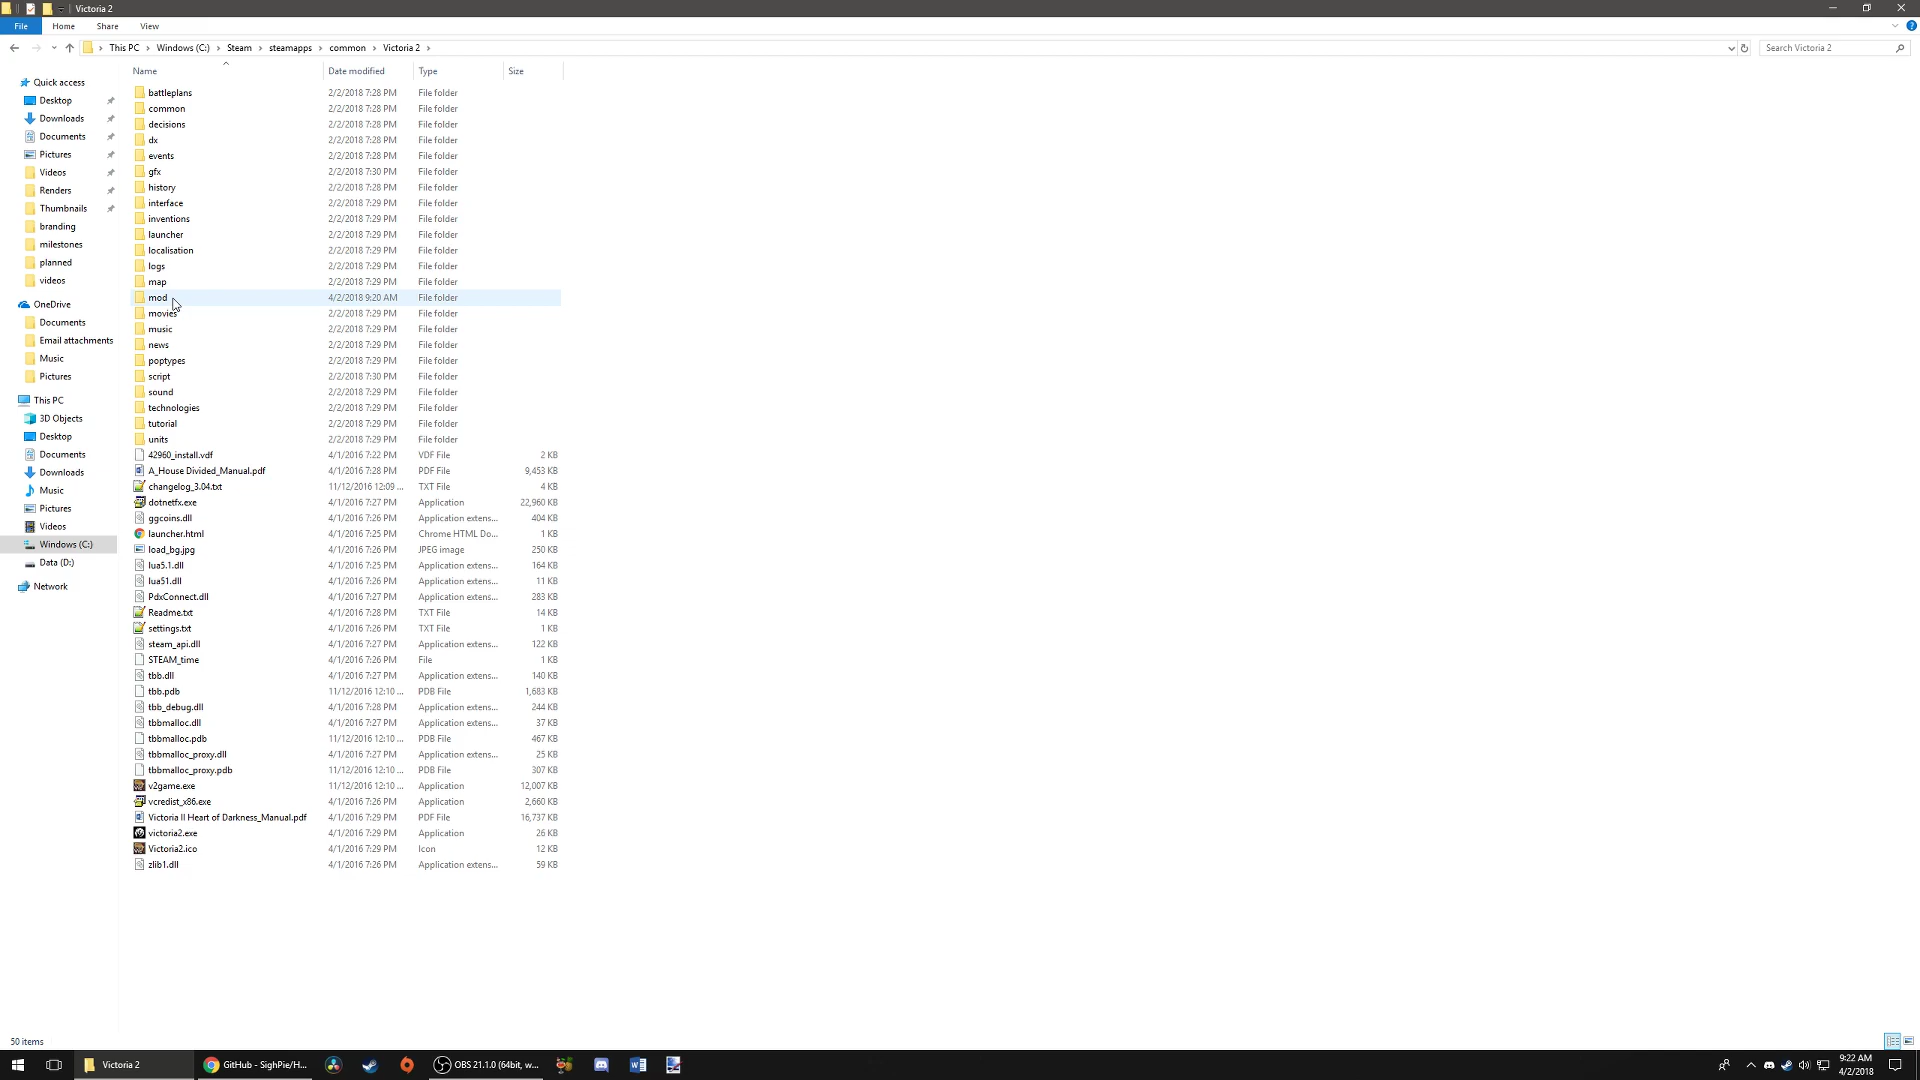 Victoria 2
File Home Share View
This PC Windows (C:) Steam steamapps common Victoria 2
Search Victoria 2
Name Date modified Type Size
Quick access
Desktop
Downloads
Documents
Pictures
Videos
Renders
Thumbnails
branding
milestones
planned
videos
OneDrive
Documents
Email attachments
Music
Pictures
This PC
3D Objects
Desktop
Documents
Downloads
Music
Pictures
Videos
Windows (C:)
Data (D:)
Network
battleplans 2/2/2018 7:28 PM File folder
common 2/2/2018 7:28 PM File folder
decisions 2/2/2018 7:28 PM File folder
dx 2/2/2018 7:28 PM File folder
events 2/2/2018 7:28 PM File folder
gfx 2/2/2018 7:30 PM File folder
history 2/2/2018 7:28 PM File folder
interface 2/2/2018 7:29 PM File folder
inventions 2/2/2018 7:29 PM File folder
launcher 2/2/2018 7:29 PM File folder
localisation 2/2/2018 7:29 PM File folder
logs 2/2/2018 7:29 PM File folder
map 2/2/2018 7:29 PM File folder
mod 4/2/2018 9:20 AM File folder
movies 2/2/2018 7:29 PM File folder
music 2/2/2018 7:29 PM File folder
news 2/2/2018 7:29 PM File folder
poptypes 2/2/2018 7:29 PM File folder
script 2/2/2018 7:30 PM File folder
sound 2/2/2018 7:29 PM File folder
technologies 2/2/2018 7:29 PM File folder
tutorial 2/2/2018 7:29 PM File folder
units 2/2/2018 7:29 PM File folder
42960_install.vdf 4/1/2016 7:22 PM VDF File 2 KB
A_House Divided_Manual.pdf 4/1/2016 7:28 PM PDF File 9,453 KB
changelog_3.04.txt 11/12/2016 12:09 ... TXT File 4 KB
dotnetfx.exe 4/1/2016 7:27 PM Application 22,960 KB
ggcoins.dll 4/1/2016 7:26 PM Application extens... 404 KB
launcher.html 4/1/2016 7:25 PM Chrome HTML Do... 1 KB
load_bg.jpg 4/1/2016 7:26 PM JPEG image 250 KB
lua5.1.dll 4/1/2016 7:25 PM Application extens... 164 KB
lua51.dll 4/1/2016 7:26 PM Application extens... 11 KB
PdxConnect.dll 4/1/2016 7:27 PM Application extens... 283 KB
Readme.txt 4/1/2016 7:28 PM TXT File 14 KB
settings.txt 4/1/2016 7:26 PM TXT File 1 KB
steam_api.dll 4/1/2016 7:27 PM Application extens... 122 KB
STEAM_time 4/1/2016 7:26 PM File 1 KB
tbb.dll 4/1/2016 7:27 PM Application extens... 140 KB
tbb.pdb 11/12/2016 12:10 ... PDB File 1,683 KB
tbb_debug.dll 4/1/2016 7:28 PM Application extens... 244 KB
tbbmalloc.dll 4/1/2016 7:27 PM Application extens... 37 KB
tbbmalloc.pdb 11/12/2016 12:10 ... PDB File 467 KB
tbbmalloc_proxy.dll 4/1/2016 7:27 PM Application extens... 25 KB
tbbmalloc_proxy.pdb 11/12/2016 12:10 ... PDB File 307 KB
v2game.exe 11/12/2016 12:10 ... Application 12,007 KB
vcredist_x86.exe 4/1/2016 7:26 PM Application 2,660 KB
Victoria II Heart of Darkness_Manual.pdf 4/1/2016 7:29 PM PDF File 16,737 KB
victoria2.exe 4/1/2016 7:29 PM Application 26 KB
Victoria2.ico 4/1/2016 7:29 PM Icon 12 KB
zlib1.dll 4/1/2016 7:26 PM Application extens... 59 KB
50 items
Victoria 2 GitHub - SighPie/H... OBS 21.1.0 (64bit, w...
9:22 AM
4/2/2018